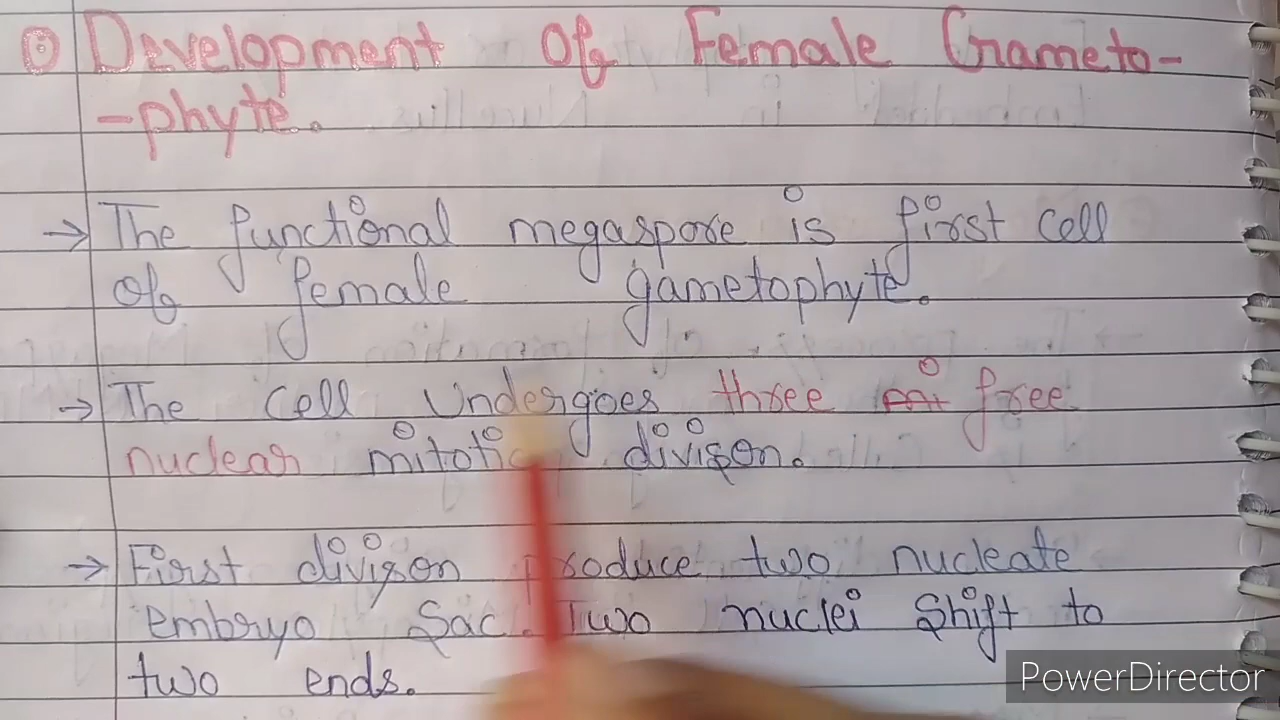 Development Of Female Gameto-
-phyte.
→ The functional megaspore is first cell
of female gametophyte.
→ The cell undergoes three free
nuclear mitotic divison.
→ First divison produce two nucleate
embryo Sac. Two nuclei Shift to
two ends.
PowerDirector